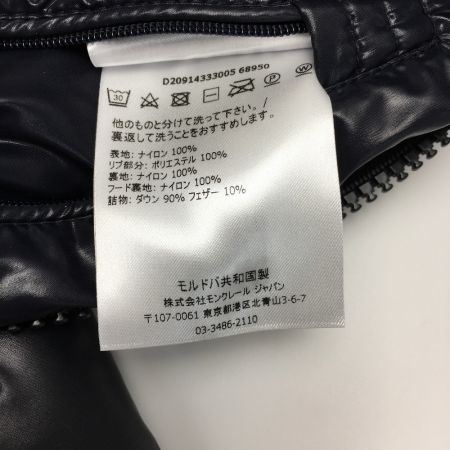 D20914333005 68950
30
P W
他のものと分けて洗って下さい。/
裏返して洗うことをおすすめします。
表地: ナイロン 100%
リブ部分: ポリエステル 100%
裏地: ナイロン 100%
フード裏地: ナイロン 100%
詰物: ダウン 90% フェザー 10%
モルドバ共和国製
株式会社モンクレール ジャパン
〒107-0061 東京都港区北青山3-6-7
03-3486-2110